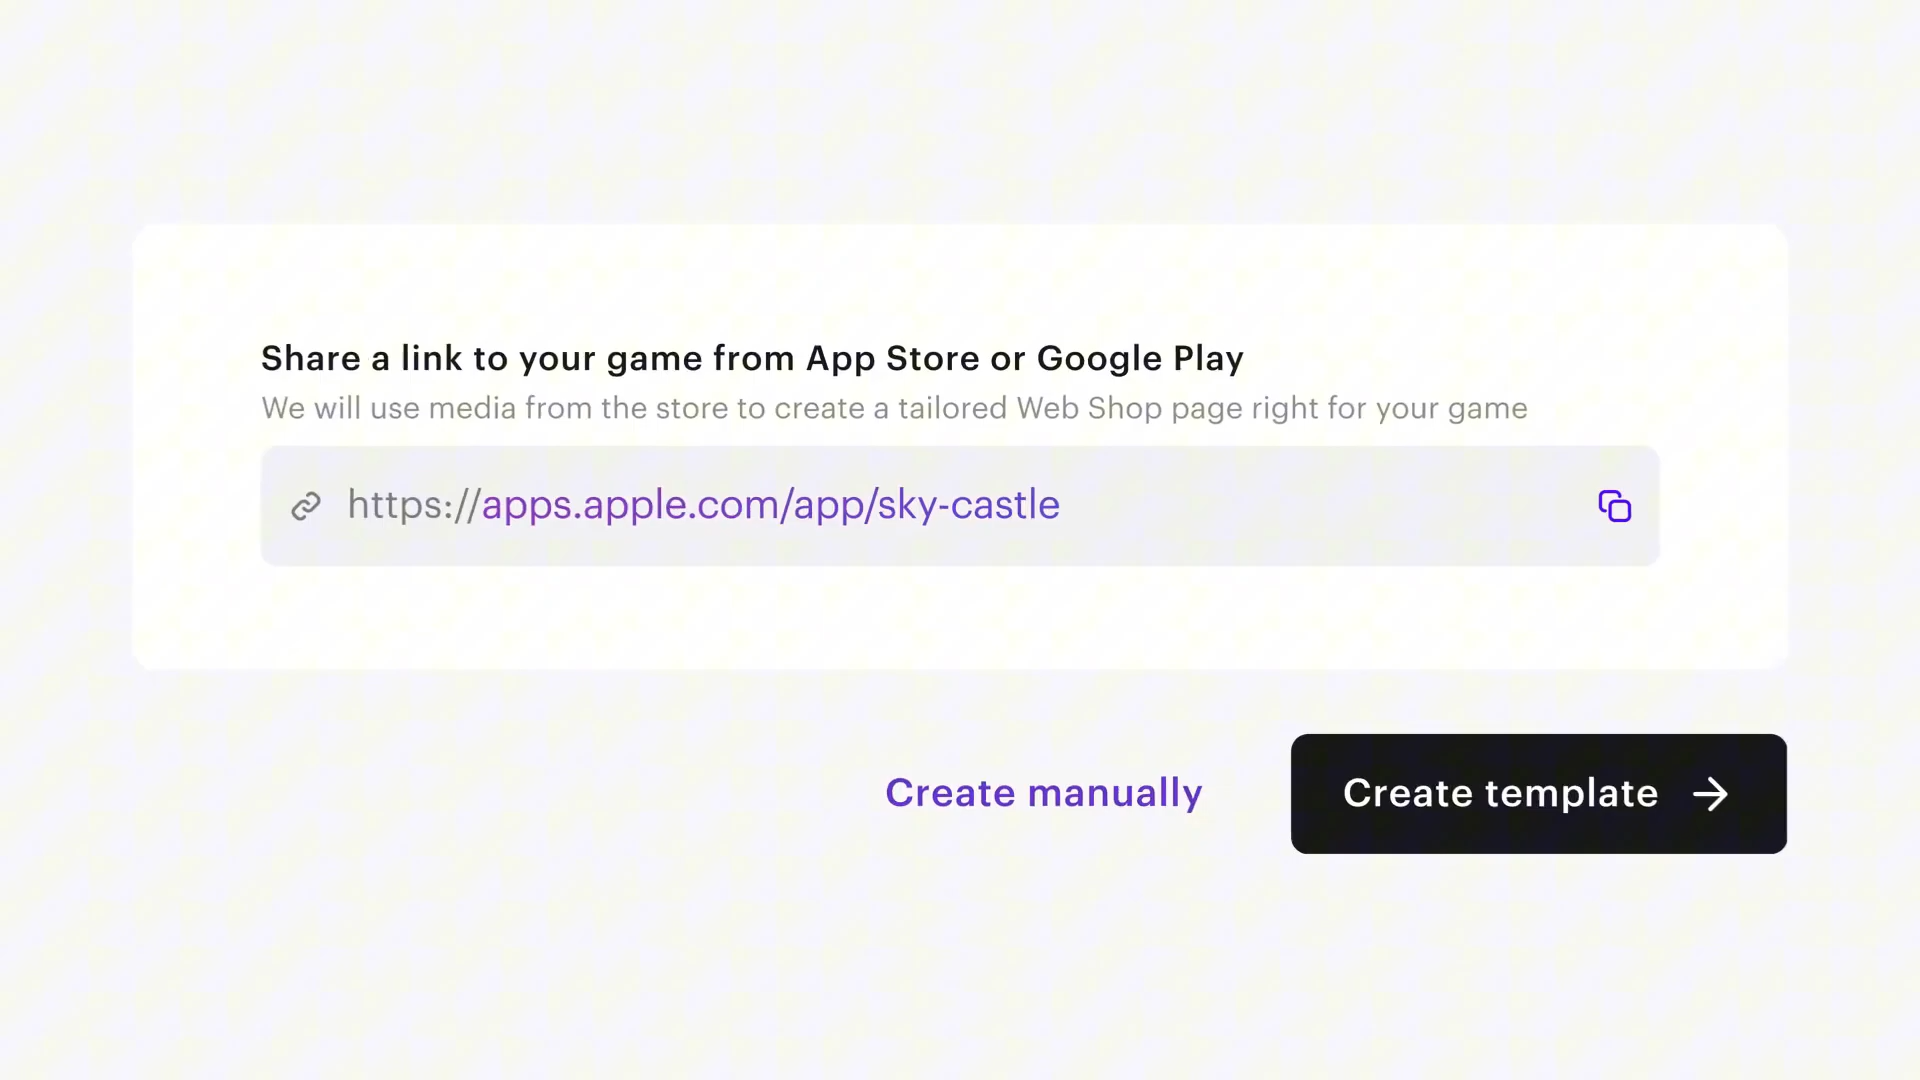 Share a link to your game from App Store or Google Play
We will use media from the store to create a tailored Web Shop page right for your game
https://apps.apple.com/app/sky-castle
Create manually
Create template